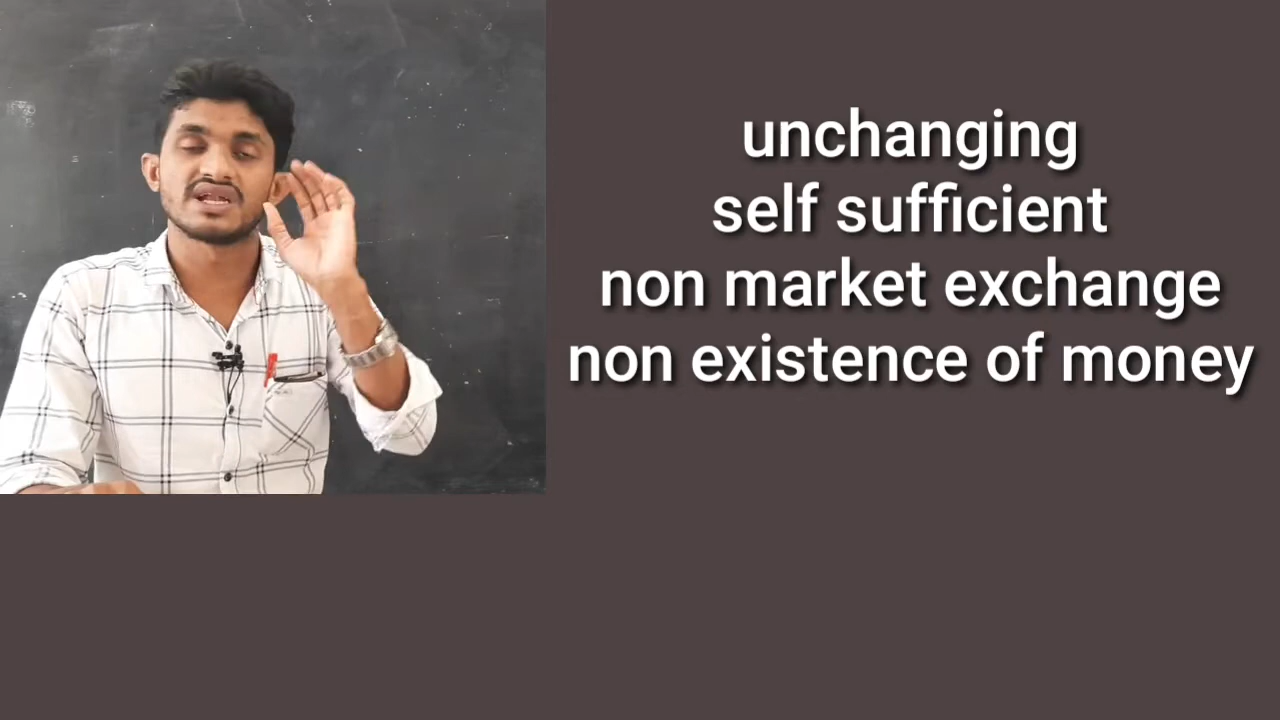 unchanging
self sufficient
non market exchange
non existence of money